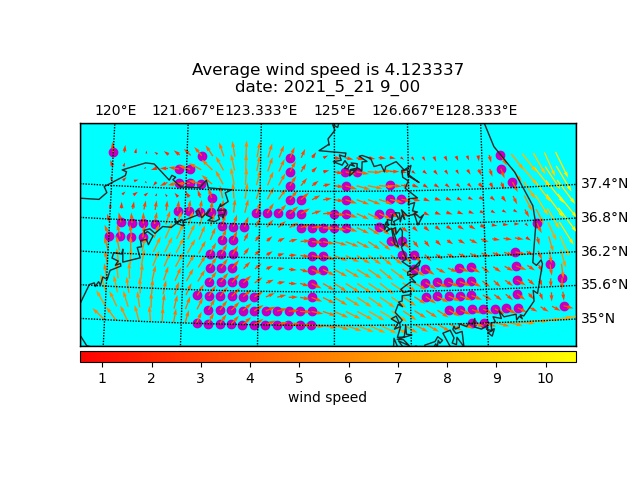 Average wind speed is 4.123337
date: 2021_5_21 9_00
120°E 121.667°E 123.333°E 125°E 126.667°E 128.333°E
37.4°N
36.8°N
36.2°N
35.6°N
35°N
1 2 3 4 5 6 7 8 9 10
wind speed